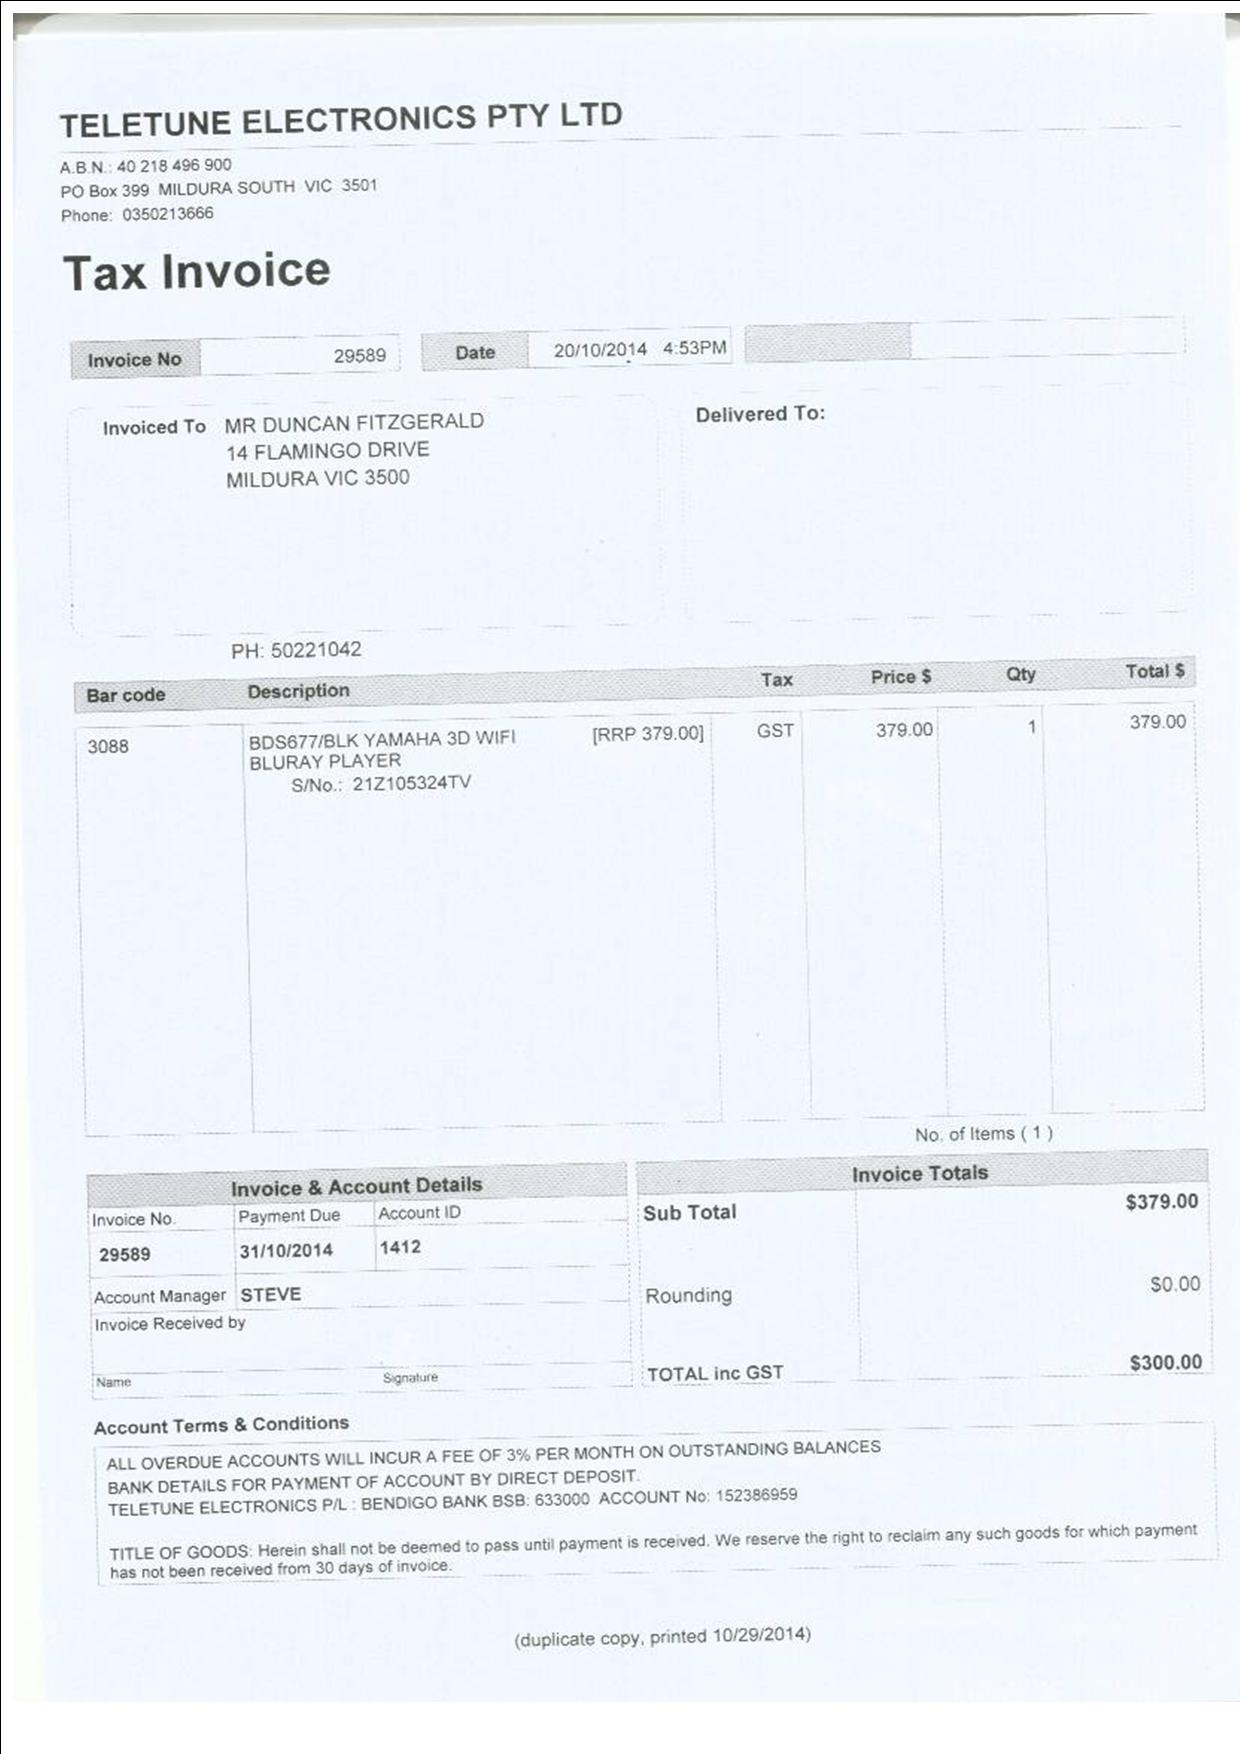 TELETUNE ELECTRONICS PTY LTD
A.B.N.: 40 218 496 900
PO Box 399 MILDURA SOUTH VIC 3501
Phone: 0350213666
Tax Invoice
Invoice No 29589 Date 20/10/2014 4:53PM
Invoiced To MR DUNCAN FITZGERALD
14 FLAMINGO DRIVE
MILDURA VIC 3500
Delivered To:
PH: 50221042
Bar code Description Tax Price $ Qty Total $
3088 BDS677/BLK YAMAHA 3D WIFI [RRP 379.00] GST 379.00 1 379.00
BLURAY PLAYER
S/No.: 21Z105324TV
No. of Items ( 1 )
Invoice & Account Details
Invoice No. Payment Due Account ID
29589 31/10/2014 1412
Account Manager STEVE
Invoice Received by
Name Signature
Invoice Totals
Sub Total $379.00
Rounding $0.00
TOTAL inc GST $300.00
Account Terms & Conditions
ALL OVERDUE ACCOUNTS WILL INCUR A FEE OF 3% PER MONTH ON OUTSTANDING BALANCES
BANK DETAILS FOR PAYMENT OF ACCOUNT BY DIRECT DEPOSIT.
TELETUNE ELECTRONICS P/L : BENDIGO BANK BSB: 633000 ACCOUNT No: 152386959
TITLE OF GOODS: Herein shall not be deemed to pass until payment is received. We reserve the right to reclaim any such goods for which payment
has not been received from 30 days of invoice.
(duplicate copy, printed 10/29/2014)